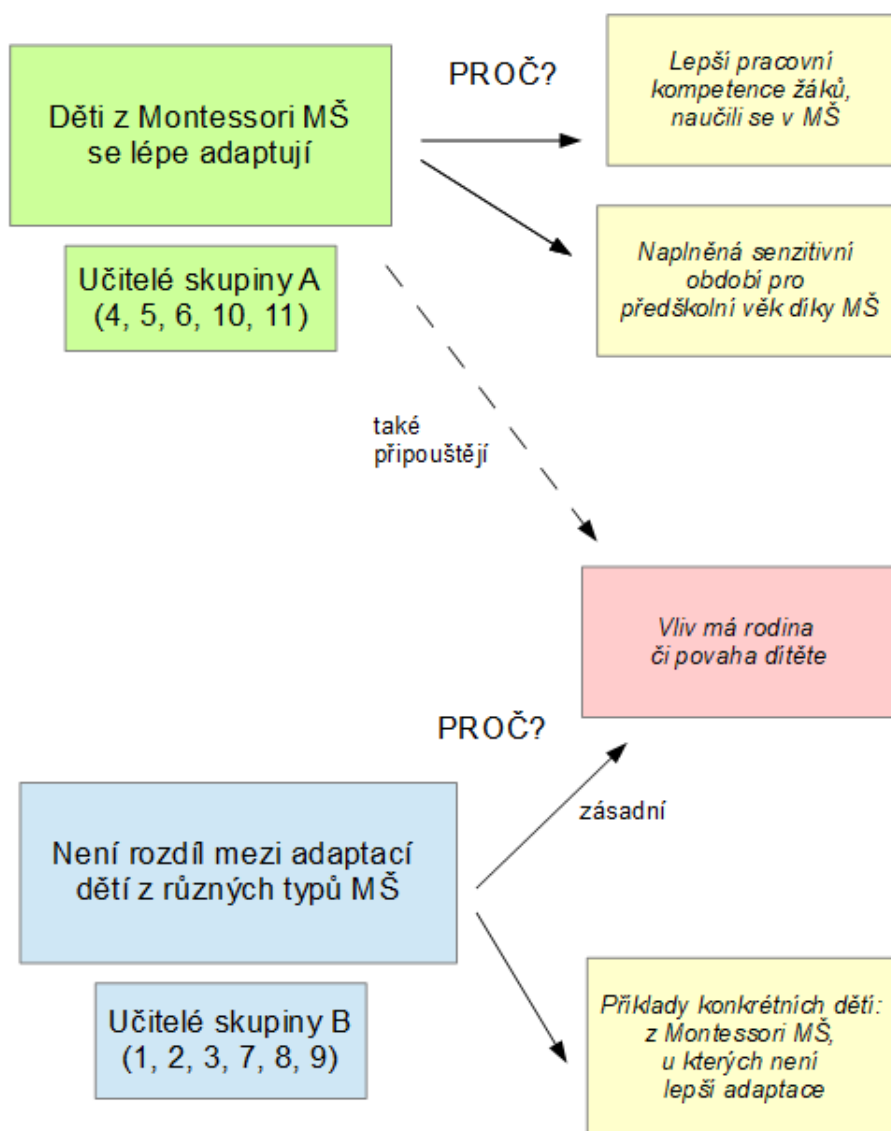 Děti z Montessori MŠ
se lépe adaptují
Učitelé skupiny A
(4, 5, 6, 10, 11)
PROČ?
Lepší pracovní
kompetence žáků,
naučili se v MŠ
Naplněná senzitivní
období pro
předškolní věk díky MŠ
také
připouštějí
Vliv má rodina
či povaha dítěte
PROČ?
zásadní
Není rozdíl mezi adaptací
dětí z různých typů MŠ
Učitelé skupiny B
(1, 2, 3, 7, 8, 9)
Příklady konkrétních dětí:
z Montessori MŠ,
u kterých není
lepší adaptace